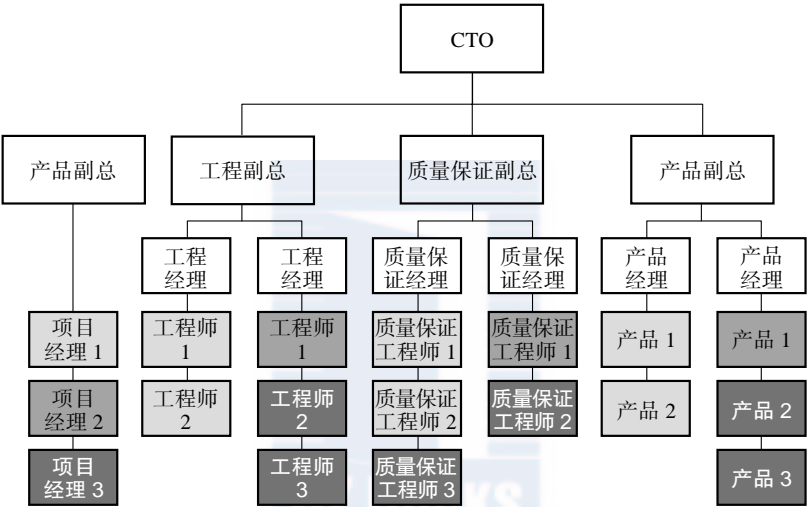 CTO
产品副总
工程副总
质量保证副总
产品副总
工程
经理
工程
经理
质量保
证经理
质量保
证经理
产品
经理
产品
经理
项目
经理 1
工程师
1
工程师
1
质量保证
工程师 1
质量保证
工程师 1
产品 1
产品 1
项目
经理 2
工程师
2
工程师
2
质量保证
工程师 2
质量保证
工程师 2
产品 2
产品 2
项目
经理 3
工程师
3
质量保证
工程师 3
产品 3